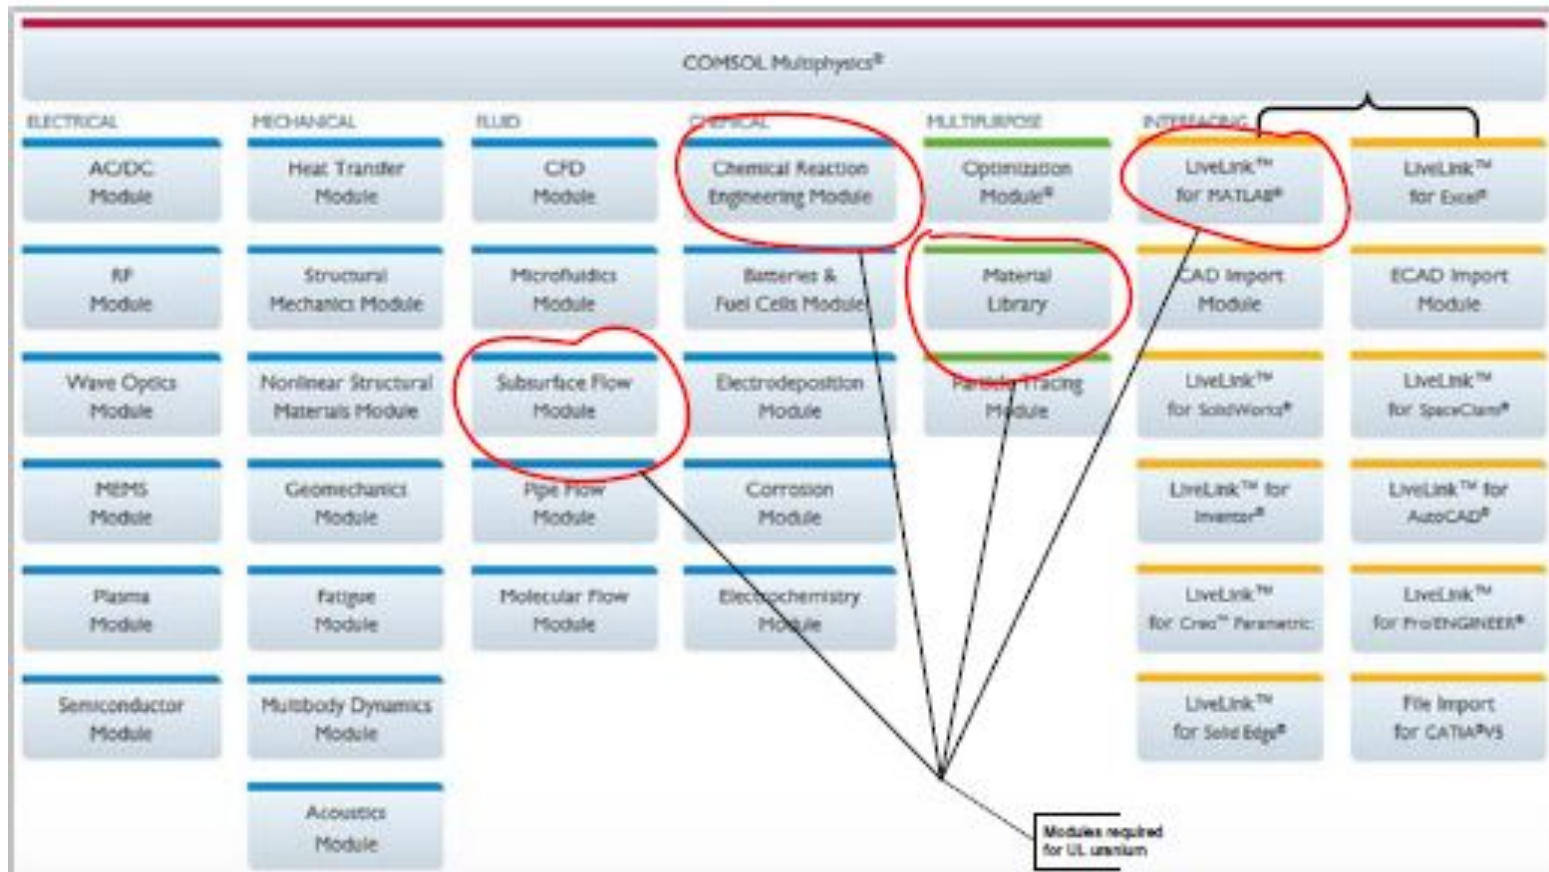 COMSOL Multiphysics®
ELECTRICAL
MECHANICAL
FLUID
CHEMICAL
MULTIPURPOSE
INTERFACING
AC/DC
Module
Heat Transfer
Module
CFD
Module
Chemical Reaction
Engineering Module
Optimization
Module®
LiveLink™
for MATLAB®
LiveLink™
for Excel®
RF
Module
Structural
Mechanics Module
Microfluidics
Module
Batteries &
Fuel Cells Module
Material
Library
CAD Import
Module
ECAD Import
Module
Wave Optics
Module
Nonlinear Structural
Materials Module
Subsurface Flow
Module
Electrodeposition
Module
Particle Tracing
Module
LiveLink™
for SolidWorks®
LiveLink™
for SpaceClaim®
MEMS
Module
Geomechanics
Module
Pipe Flow
Module
Corrosion
Module
LiveLink™ for
Inventor®
LiveLink™ for
AutoCAD®
Plasma
Module
Fatigue
Module
Molecular Flow
Module
Electrochemistry
Module
LiveLink™
for Creo™ Parametric
LiveLink™
for Pro/ENGINEER®
Semiconductor
Module
Multibody Dynamics
Module
LiveLink™
for Solid Edge®
File Import
for CATIA®V5
Acoustics
Module
Modules required
for UL uranium